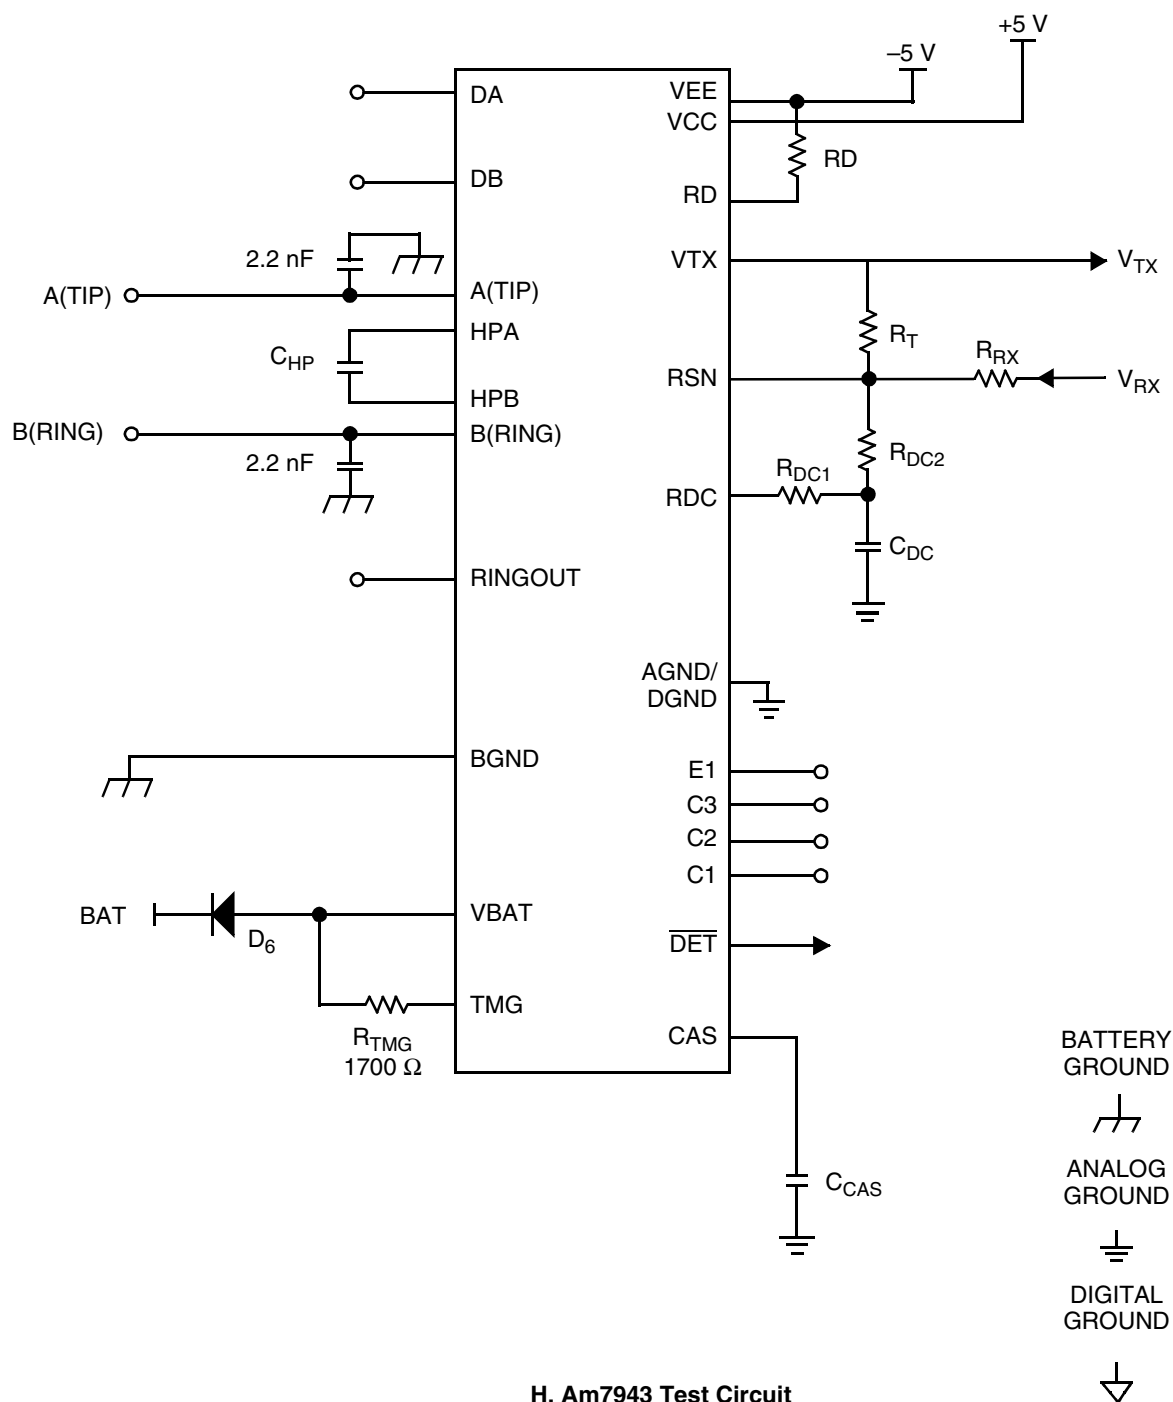 +5 V
–5 V
DA
VEE
VCC
RD
DB
RD
2.2 nF
VTX
V_TX
A(TIP)
A(TIP)
HPA
R_T
C_HP
R_RX
RSN
V_RX
HPB
B(RING)
B(RING)
2.2 nF
R_DC2
R_DC1
RDC
C_DC
RINGOUT
AGND/
DGND
BGND
E1
C3
C2
C1
BAT
VBAT
D_6
DET
TMG
R_TMG
1700 Ω
CAS
BATTERY
GROUND
C_CAS
ANALOG
GROUND
DIGITAL
GROUND
H. Am7943 Test Circuit